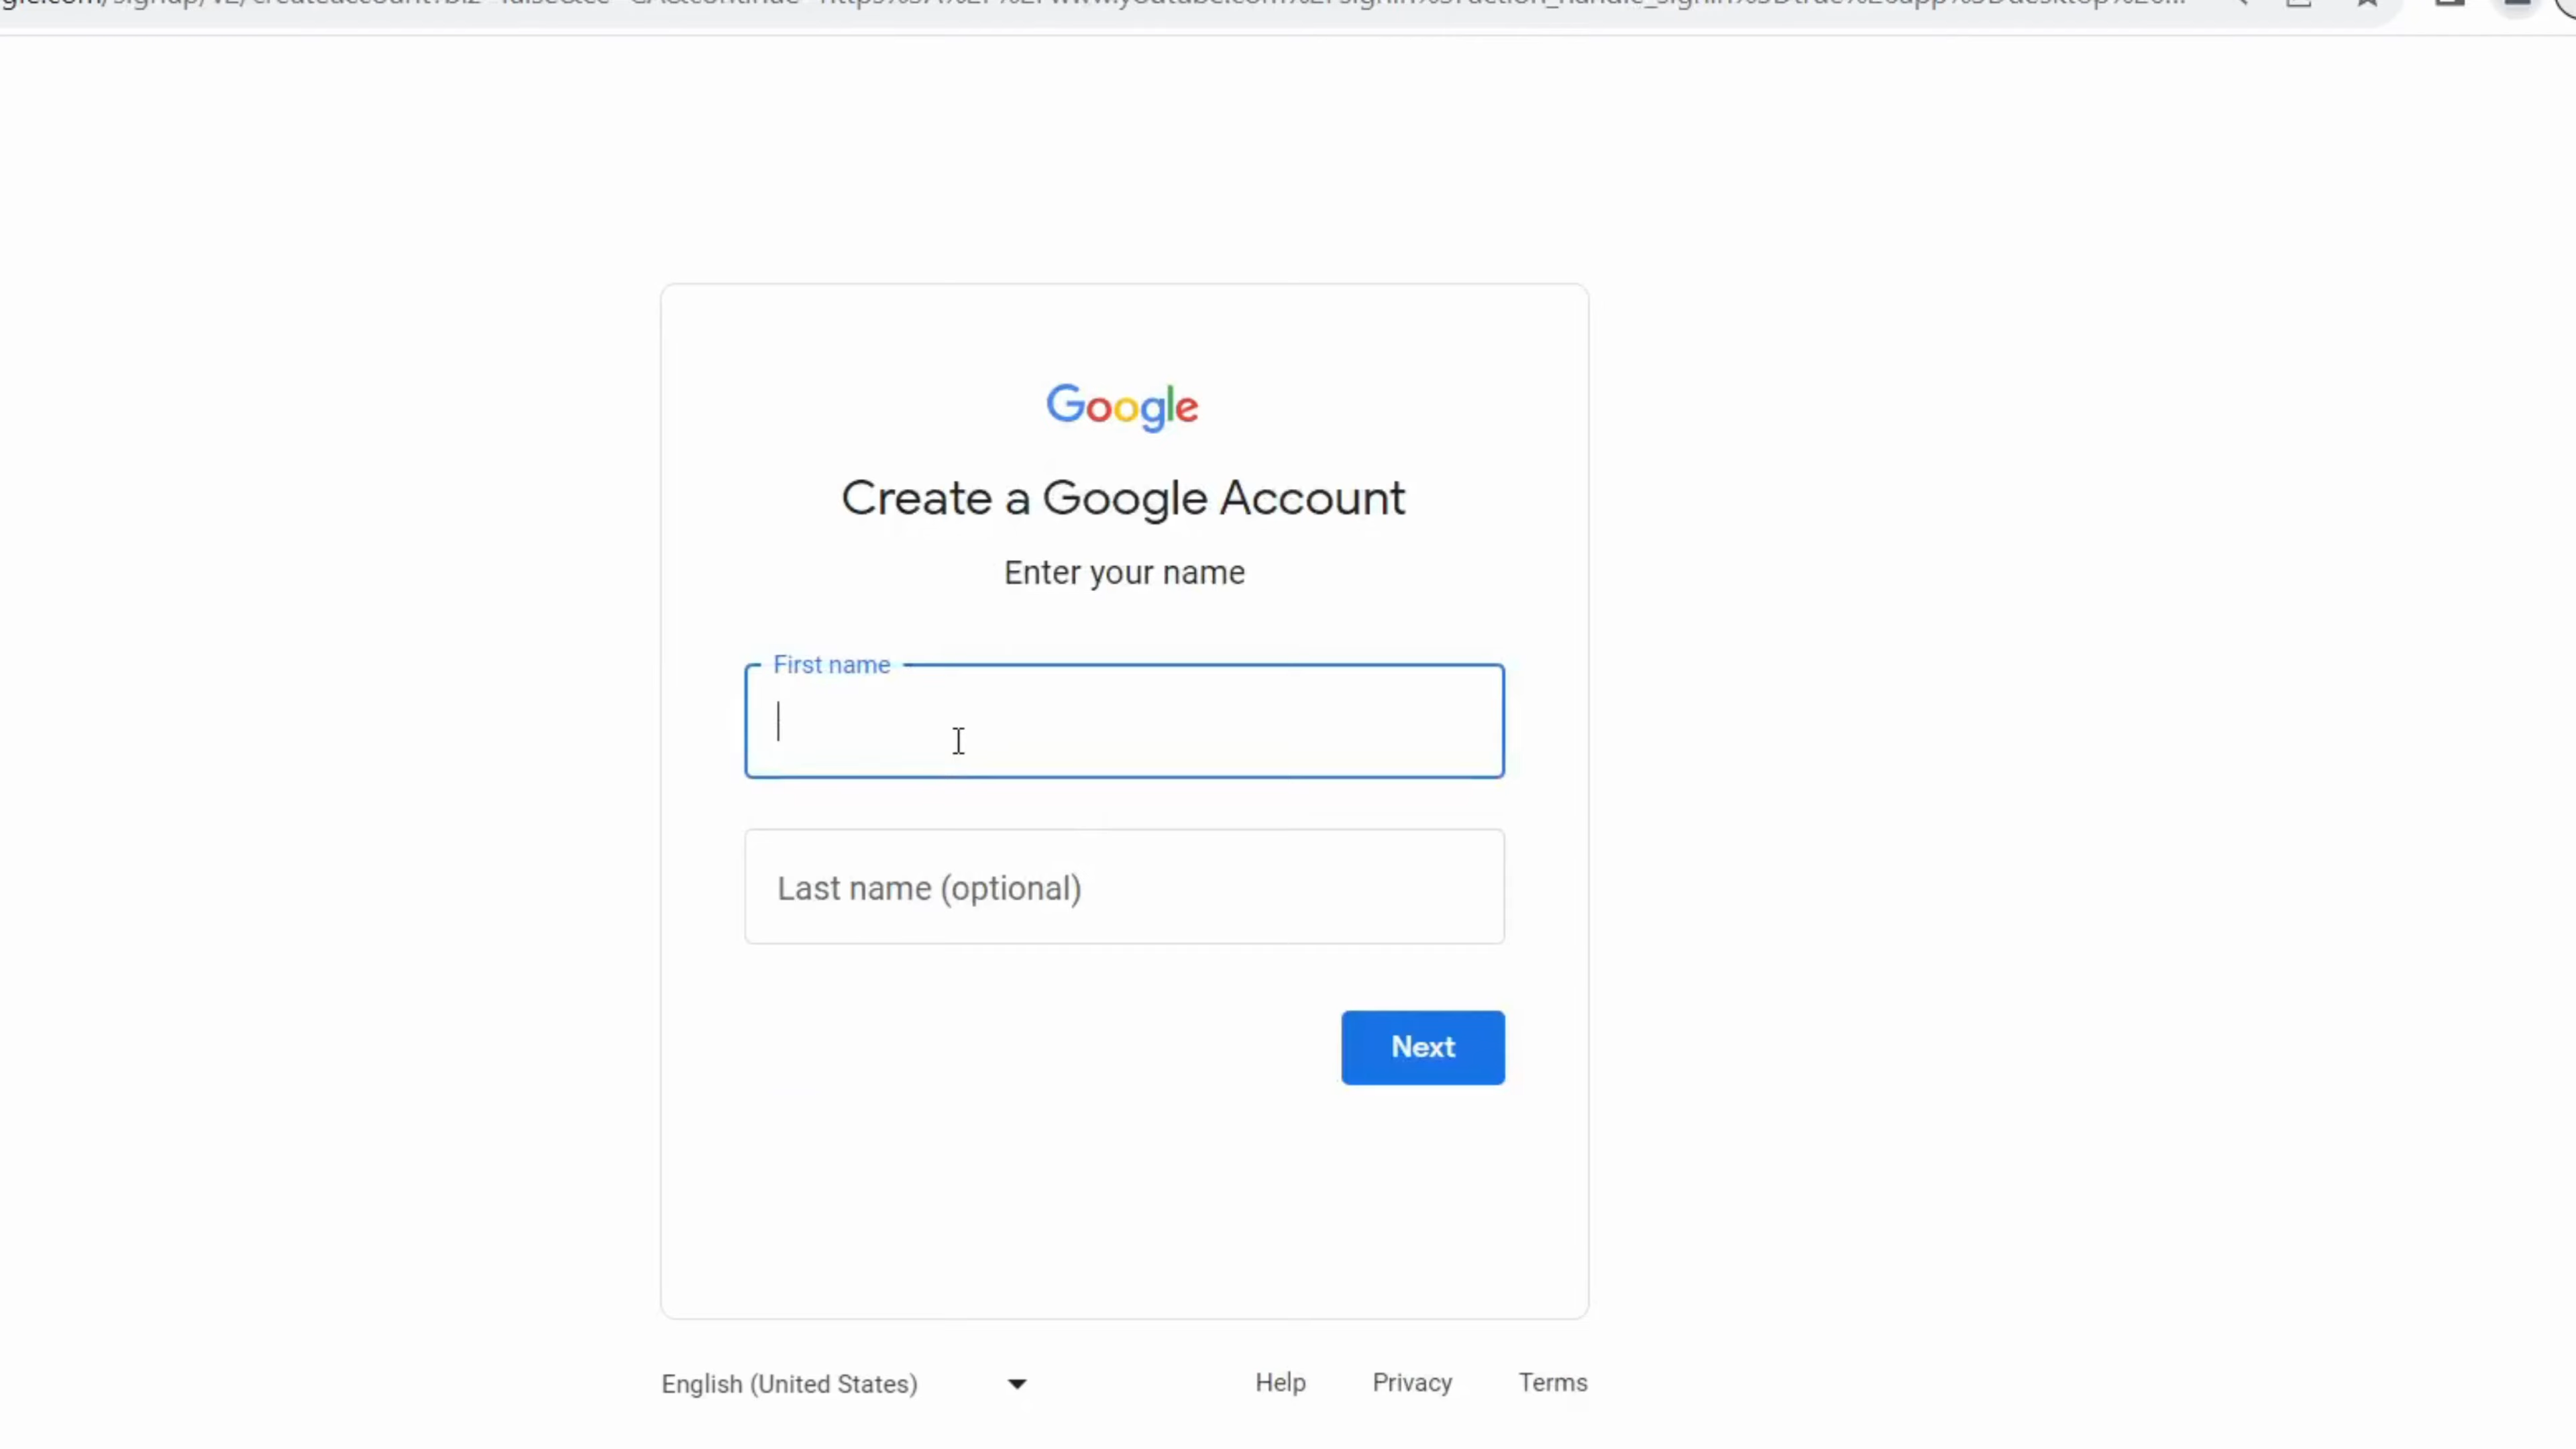 Google
Create a Google Account
Enter your name
First name
Last name (optional)
Next
English (United States)
Help Privacy Terms